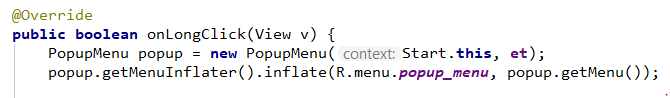 @Override
public boolean onLongClick(View v) {
    PopupMenu popup = new PopupMenu( context: Start.this, et);
    popup.getMenuInflater().inflate(R.menu.popup_menu, popup.getMenu());